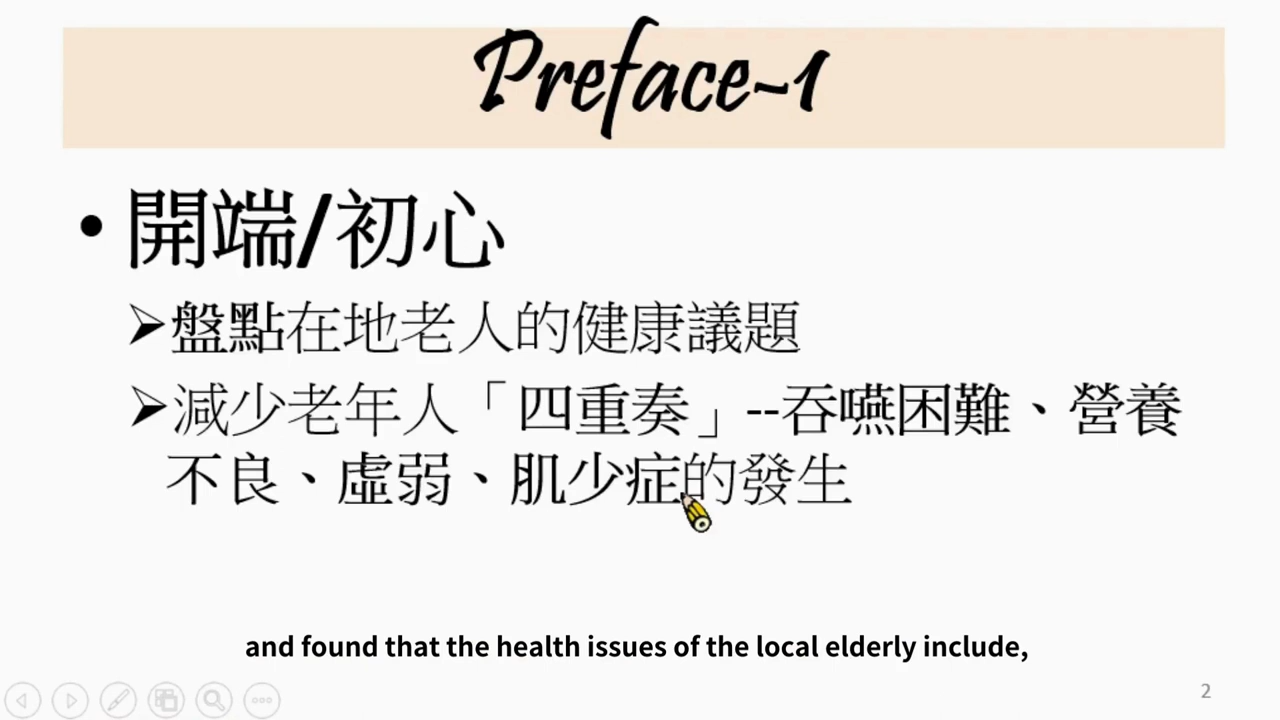 Preface-1
• 開端/初心
➢盤點在地老人的健康議題
➢減少老年人「四重奏」--吞嚥困難、營養
不良、虛弱、肌少症的發生
and found that the health issues of the local elderly include,
2